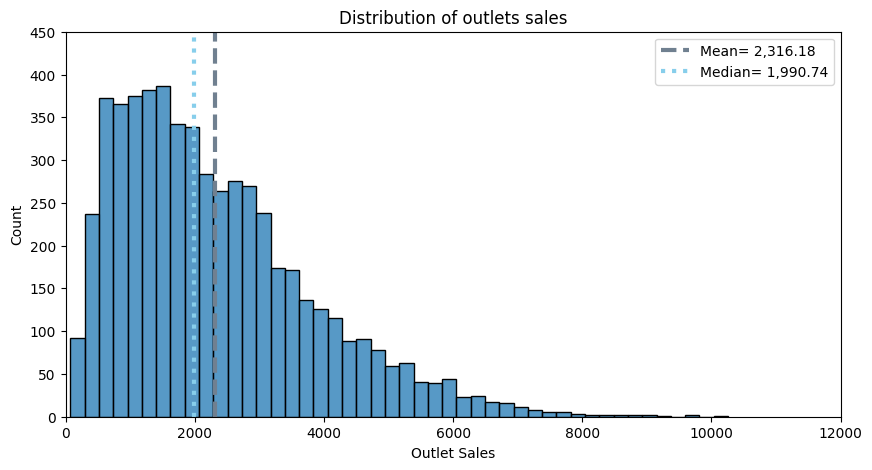 Distribution of outlets sales
450
400
350
300
250
200
150
100
50
0
Count
Mean= 2,316.18
Median= 1,990.74
0 2000 4000 6000 8000 10000 12000
Outlet Sales